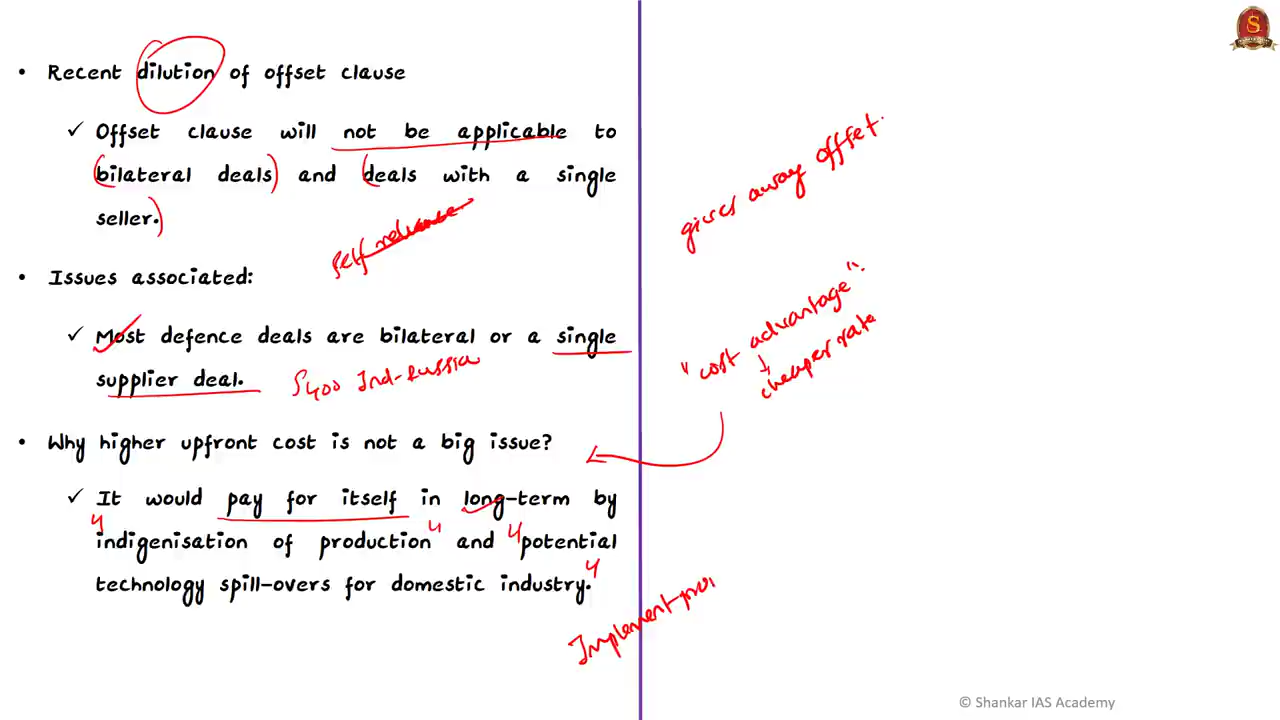 • Recent dilution of offset clause
✓ Offset clause will not be applicable to
bilateral deals and deals with a single
seller.
Self reliance
• Issues associated:
✓ Most defence deals are bilateral or a single
supplier deal.
S400 Ind-Russia
• Why higher upfront cost is not a big issue?
✓ It would pay for itself in long-term by
indigenisation of production and potential
technology spill-overs for domestic industry.
gives away offset.
"cost advantage".
cheaper rate
Implement
© Shankar IAS Academy